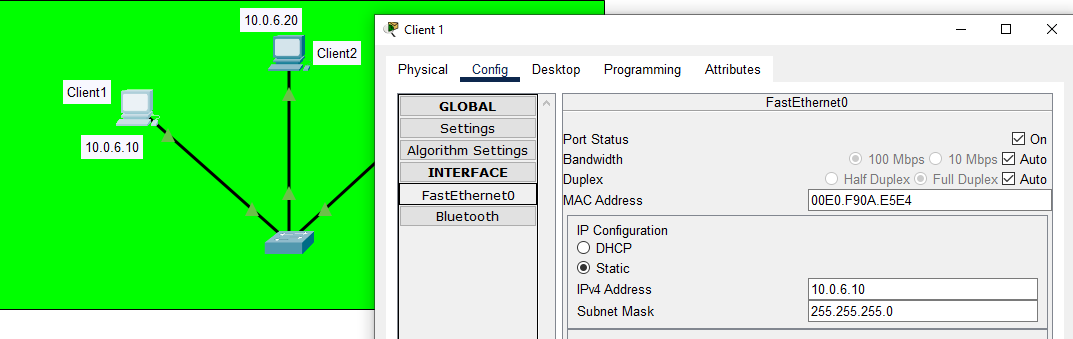 10.0.6.20
Client2
Client1
10.0.6.10
Client 1
Physical Config Desktop Programming Attributes
GLOBAL
Settings
Algorithm Settings
INTERFACE
FastEthernet0
Bluetooth
FastEthernet0
Port Status On
Bandwidth 100 Mbps 10 Mbps Auto
Duplex Half Duplex Full Duplex Auto
MAC Address 00E0.F90A.E5E4
IP Configuration
DHCP
Static
IPv4 Address 10.0.6.10
Subnet Mask 255.255.255.0